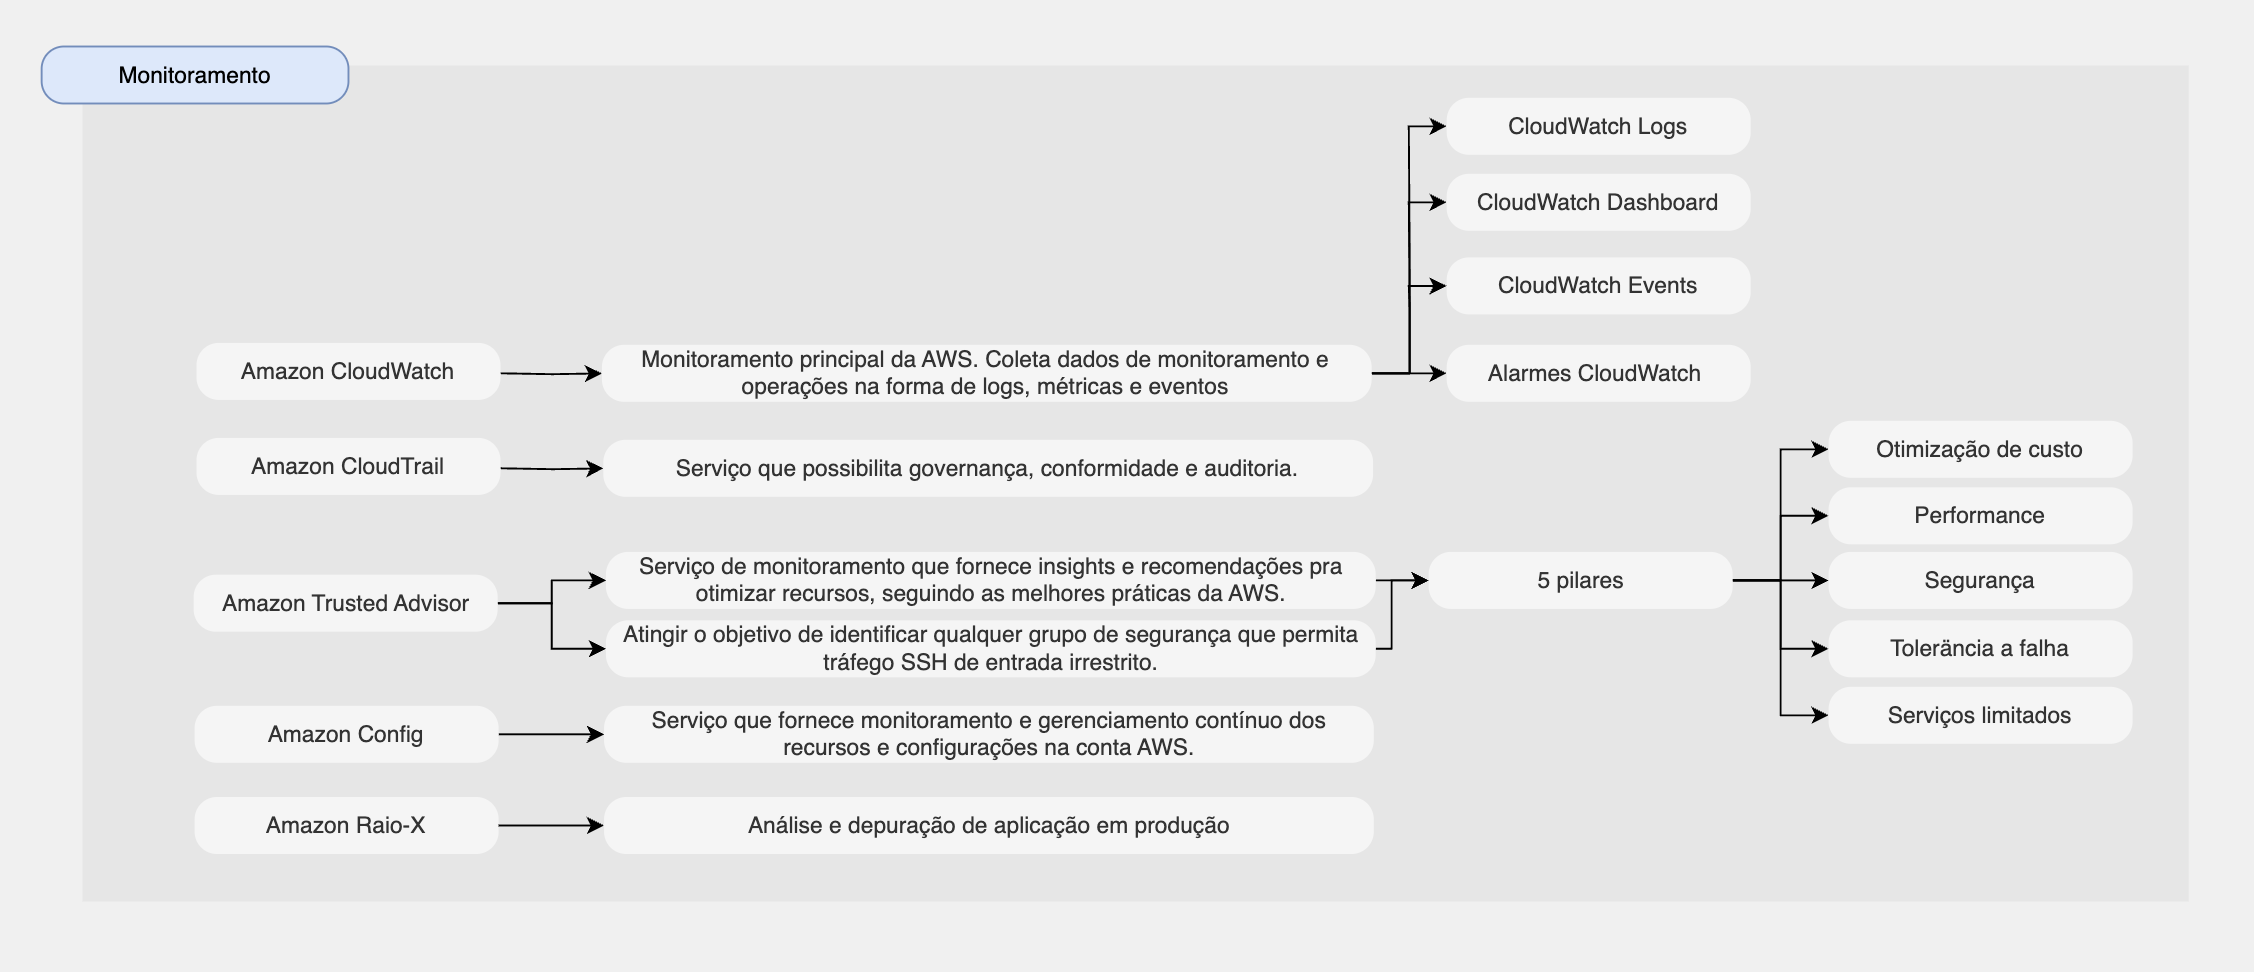 Monitoramento
CloudWatch Logs
CloudWatch Dashboard
CloudWatch Events
Amazon CloudWatch
Monitoramento principal da AWS. Coleta dados de monitoramento e
operações na forma de logs, métricas e eventos
Alarmes CloudWatch
Amazon CloudTrail
Serviço que possibilita governança, conformidade e auditoria.
Otimização de custo
Performance
Amazon Trusted Advisor
Serviço de monitoramento que fornece insights e recomendações pra
otimizar recursos, seguindo as melhores práticas da AWS.
Atingir o objetivo de identificar qualquer grupo de segurança que permita
tráfego SSH de entrada irrestrito.
5 pilares
Segurança
Toleräncia a falha
Serviços limitados
Amazon Config
Serviço que fornece monitoramento e gerenciamento contínuo dos
recursos e configurações na conta AWS.
Amazon Raio-X
Análise e depuração de aplicação em produção